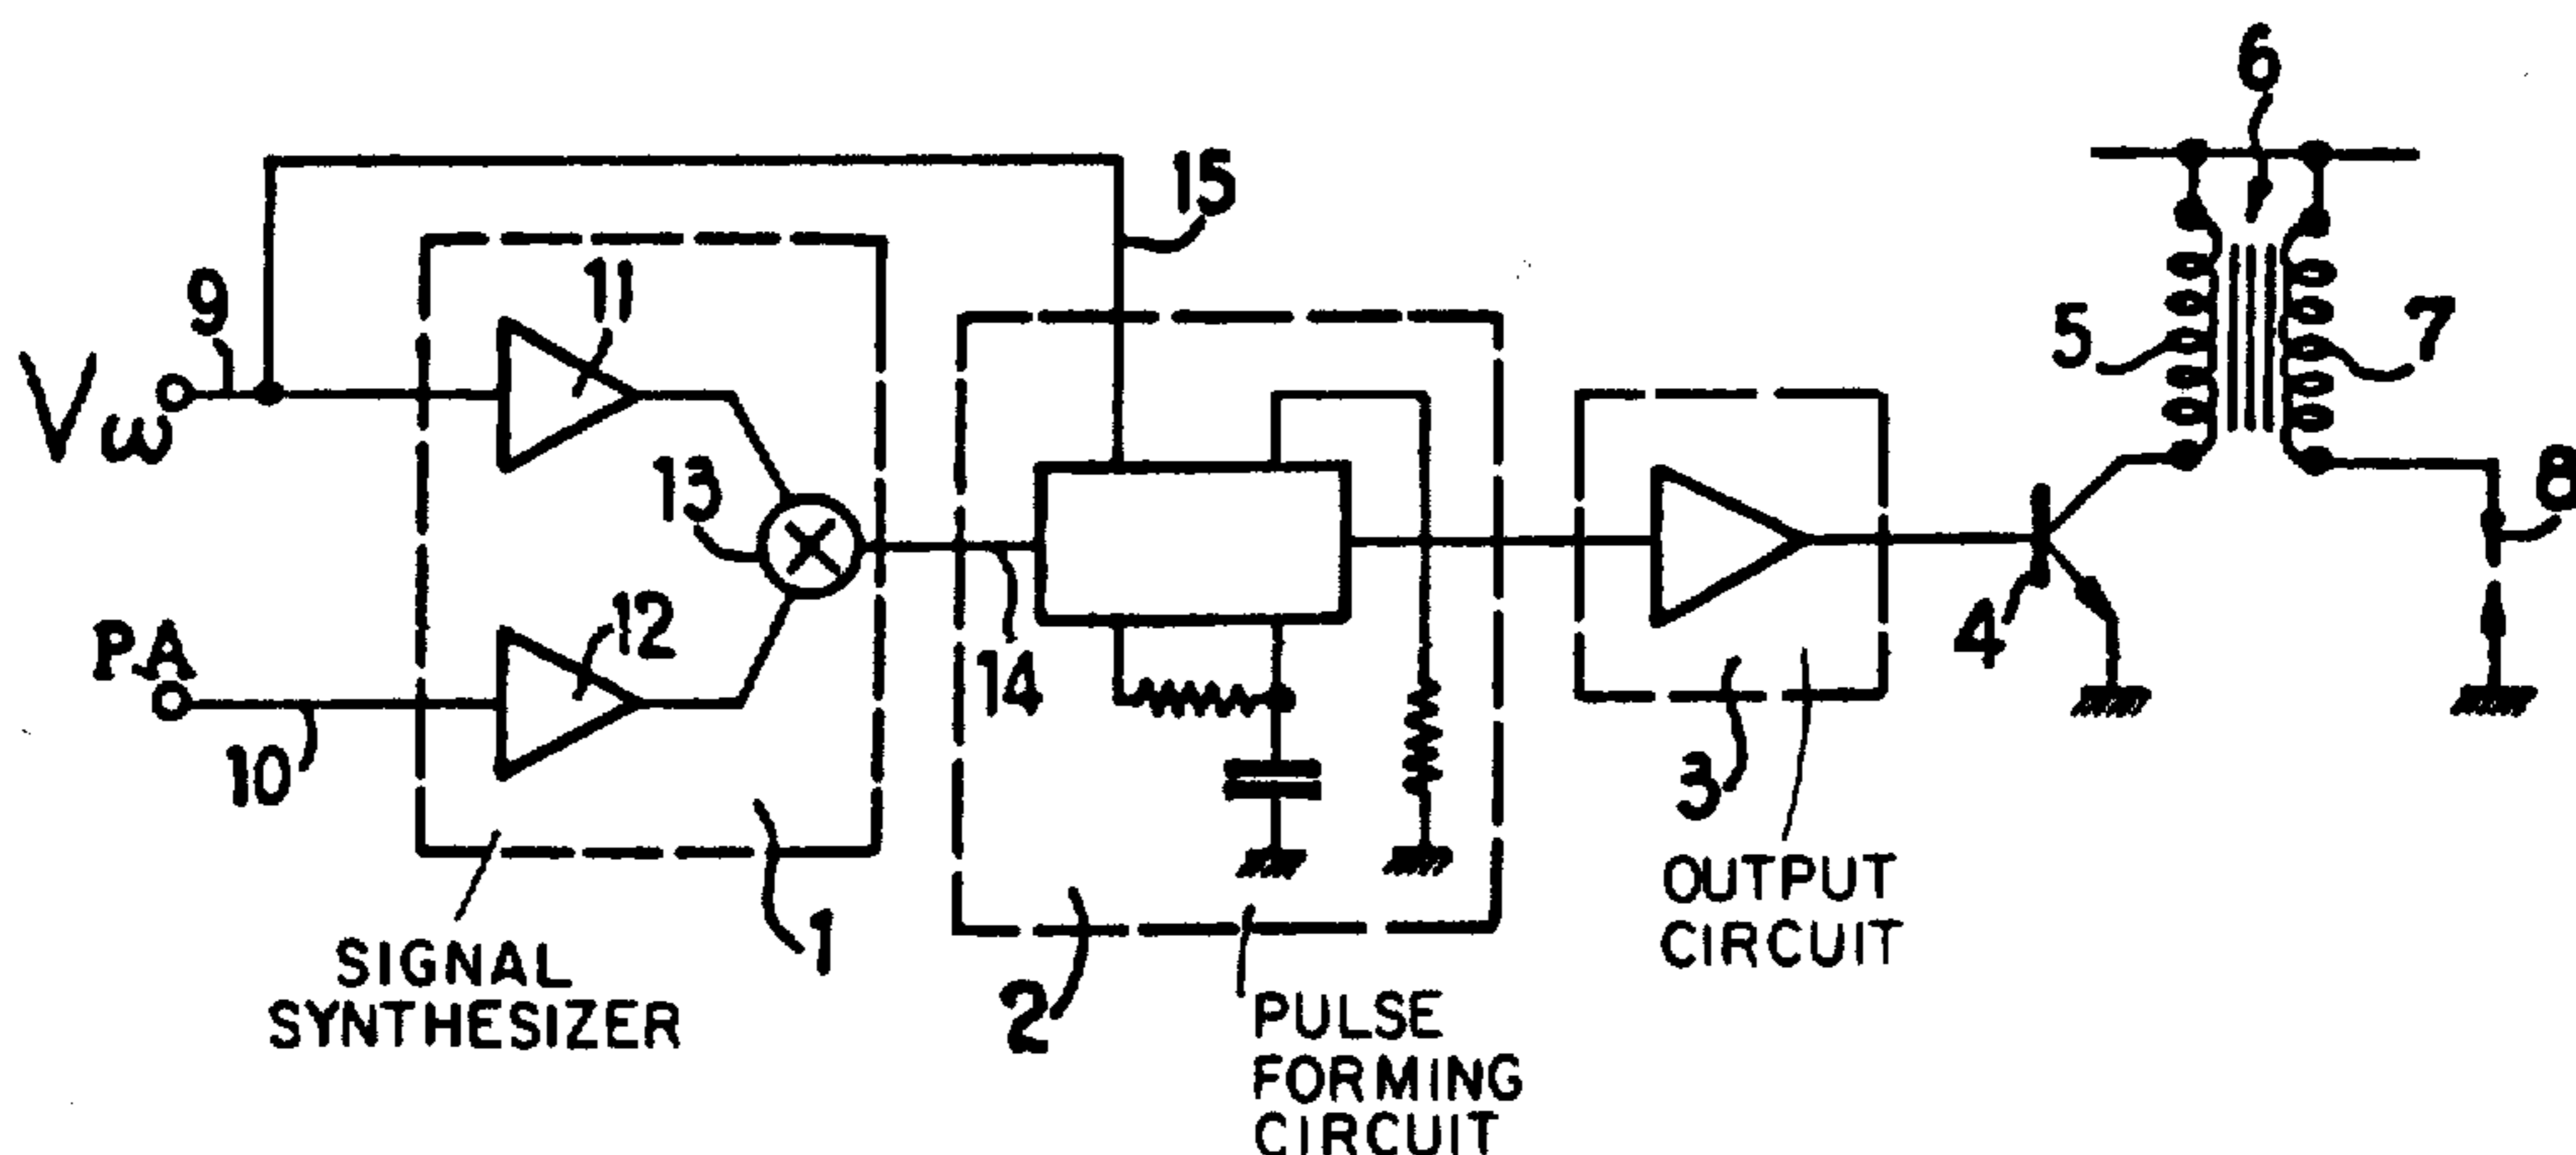 6
15
9
11
5
7
Vω
13
8
PA
12
4
14
10
3
OUTPUT
CIRCUIT
1
SIGNAL
SYNTHESIZER
2
PULSE
FORMING
CIRCUIT